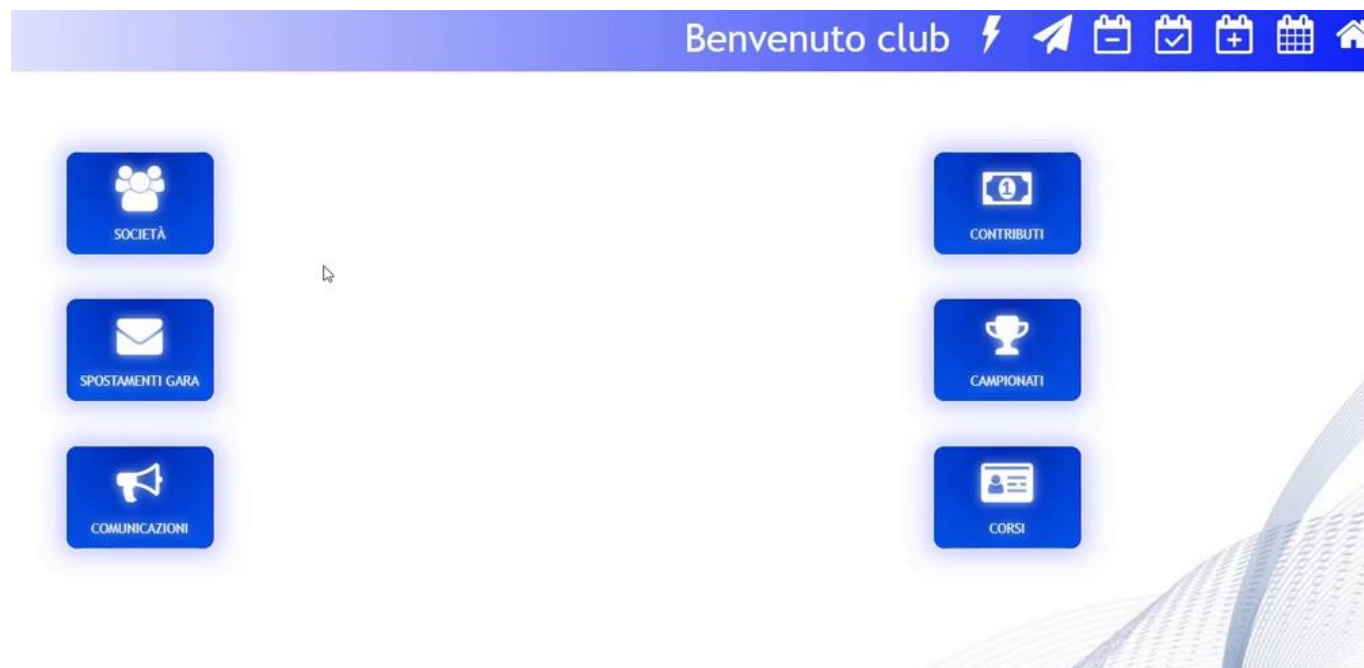 Benvenuto club
SOCIETÀ
CONTRIBUTI
SPOSTAMENTI GARA
CAMPIONATI
COMUNICAZIONI
CORSI